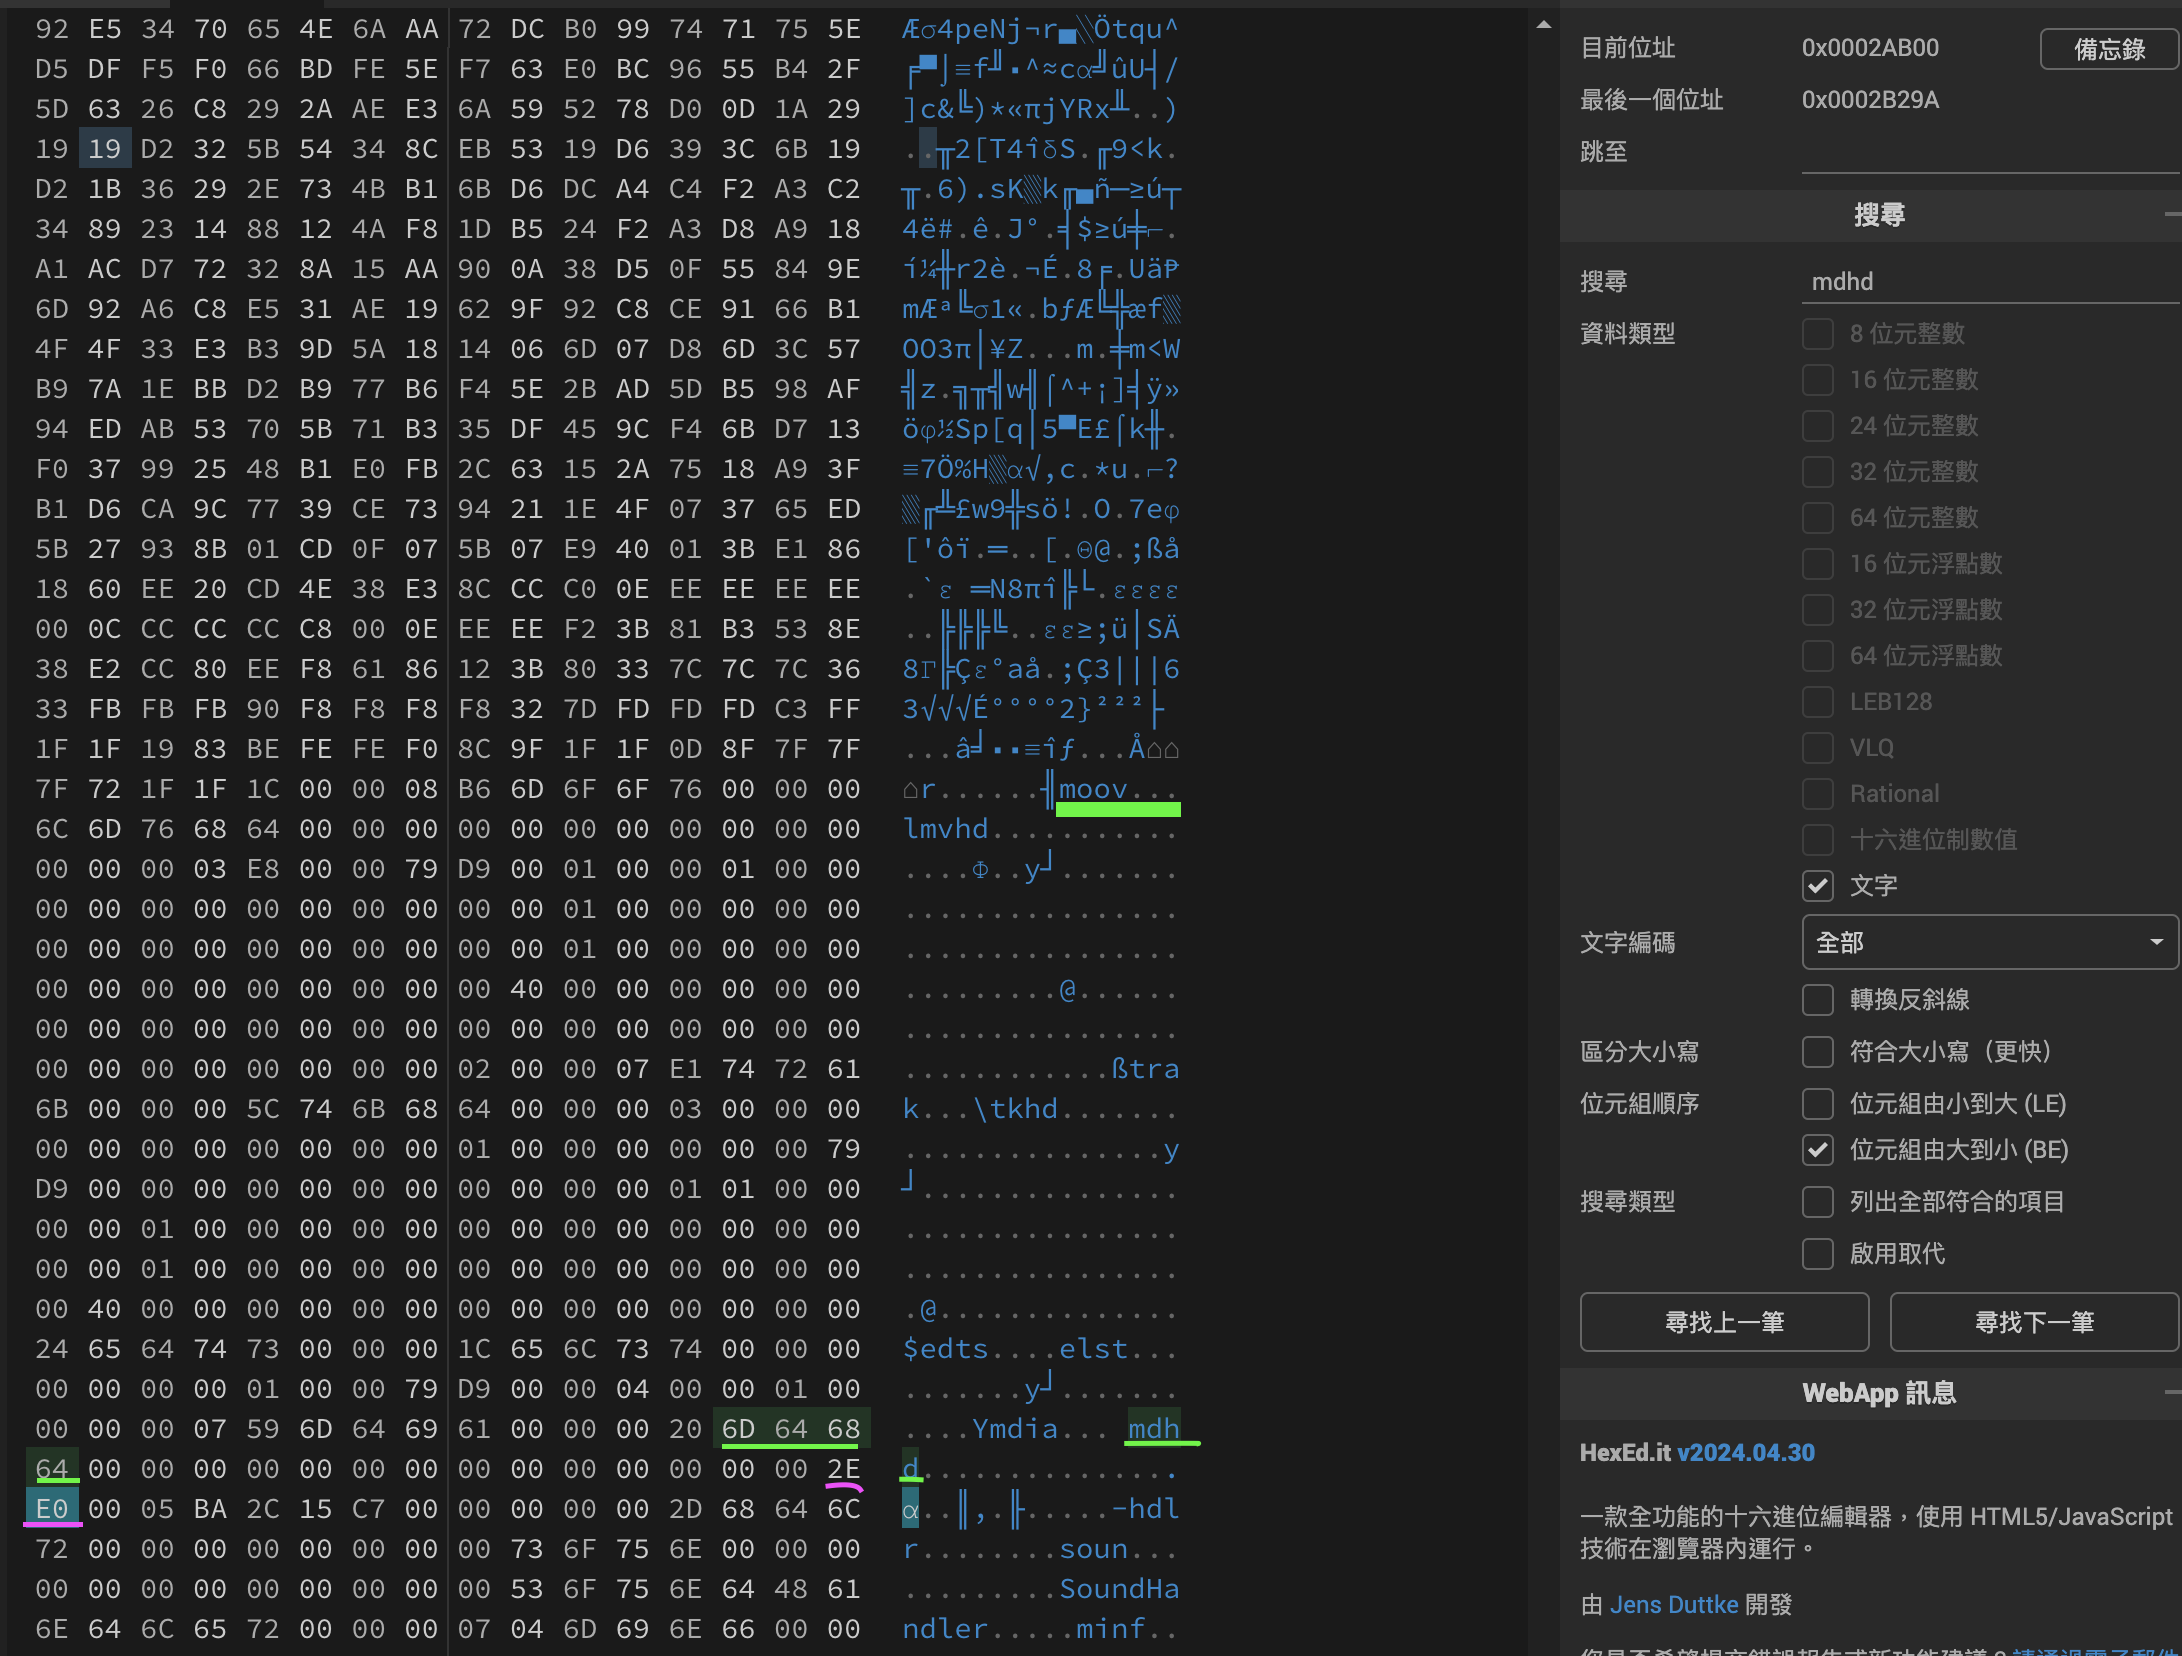 92 E5 34 70 65 4E 6A AA 72 DC B0 99 74 71 75 5E Æσ4peNj¬r▄░Ötqu^
D5 DF F5 F0 66 BD FE 5E F7 63 E0 BC 96 55 B4 2F ╒▀⌡≡f╜▪^≈cα╝ûU┤/
5D 63 26 C8 29 2A AE E3 6A 59 52 78 D0 0D 1A 29 ]c&╚)*«πjYRx╨..)
19 19 D2 32 5B 54 34 8C EB 53 19 D6 39 3C 6B 19 ..╥2[T4îδS.╓9<k.
D2 1B 36 29 2E 73 4B B1 6B D6 DC A4 C4 F2 A3 C2 ╥.6).sK▒k╓▄ñ─≥ú┬
34 89 23 14 88 12 4A F8 1D B5 24 F2 A3 D8 A9 18 4ë#.ê.J°.╡$≥ú╪⌐.
A1 AC D7 72 32 8A 15 AA 90 0A 38 D5 0F 55 84 9E í¼╫r2è.¬É.8╒.Uä₧
6D 92 A6 C8 E5 31 AE 19 62 9F 92 C8 CE 91 66 B1 mÆª╚σ1«.bƒÆ╚╬æf▒
4F 4F 33 E3 B3 9D 5A 18 14 06 6D 07 D8 6D 3C 57 OO3π│¥Z...m.╪m<W
B9 7A 1E BB D2 B9 77 B6 F4 5E 2B AD 5D B5 98 AF ╣z.╗╥╣w╢⌠^+¡]╡ÿ»
94 ED AB 53 70 5B 71 B3 35 DF 45 9C F4 6B D7 13 öφ½Sp[q│5▀E£⌠k╫.
F0 37 99 25 48 B1 E0 FB 2C 63 15 2A 75 18 A9 3F ≡7Ö%H▒α√,c.*u.⌐?
B1 D6 CA 9C 77 39 CE 73 94 21 1E 4F 07 37 65 ED ▒╓╩£w9╬sö!.O.7eφ
5B 27 93 8B 01 CD 0F 07 5B 07 E9 40 01 3B E1 86 ['ôï.═..[.Θ@.;ßå
18 60 EE 20 CD 4E 38 E3 8C CC C0 0E EE EE EE EE .`ε ═N8πî╠└.εεεε
00 0C CC CC CC C8 00 0E EE EE F2 3B 81 B3 53 8E ..╠╠╠╚..εε≥;ü│SÄ
38 E2 CC 80 EE F8 61 86 12 3B 80 33 7C 7C 7C 36 8Γ╠Çε°aå.;Ç3|||6
33 FB FB FB 90 F8 F8 F8 F8 32 7D FD FD FD C3 FF 3√√√É°°°°2}²²²├
1F 1F 19 83 BE FE FE F0 8C 9F 1F 1F 0D 8F 7F 7F ...â╛▪▪≡îƒ...Å⌂⌂
7F 72 1F 1F 1C 00 00 08 B6 6D 6F 6F 76 00 00 00 ⌂r......╢moov...
6C 6D 76 68 64 00 00 00 00 00 00 00 00 00 00 00 lmvhd...........
00 00 00 03 E8 00 00 79 D9 00 01 00 00 01 00 00 ....Φ..y┘.......
00 00 00 00 00 00 00 00 00 00 01 00 00 00 00 00 ................
00 00 00 00 00 00 00 00 00 00 01 00 00 00 00 00 ................
00 00 00 00 00 00 00 00 00 40 00 00 00 00 00 00 .........@......
00 00 00 00 00 00 00 00 00 00 00 00 00 00 00 00 ................
00 00 00 00 00 00 00 00 02 00 00 07 E1 74 72 61 ............ßtra
6B 00 00 00 5C 74 6B 68 64 00 00 00 03 00 00 00 k...\tkhd.......
00 00 00 00 00 00 00 00 01 00 00 00 00 00 00 79 ...............y
D9 00 00 00 00 00 00 00 00 00 00 00 01 01 00 00 ┘...............
00 00 01 00 00 00 00 00 00 00 00 00 00 00 00 00 ................
00 00 01 00 00 00 00 00 00 00 00 00 00 00 00 00 ................
00 40 00 00 00 00 00 00 00 00 00 00 00 00 00 00 .@..............
24 65 64 74 73 00 00 00 1C 65 6C 73 74 00 00 00 $edts....elst...
00 00 00 00 01 00 00 79 D9 00 00 04 00 00 01 00 .......y┘.......
00 00 00 07 59 6D 64 69 61 00 00 00 20 6D 64 68 ....Ymdia... mdh
64 00 00 00 00 00 00 00 00 00 00 00 00 00 00 2E d...............
E0 00 05 BA 2C 15 C7 00 00 00 00 00 2D 68 64 6C α..║,.╟.....-hdl
72 00 00 00 00 00 00 00 00 73 6F 75 6E 00 00 00 r........soun...
00 00 00 00 00 00 00 00 00 53 6F 75 6E 64 48 61 .........SoundHa
6E 64 6C 65 72 00 00 00 07 04 6D 69 6E 66 00 00 ndler.....minf..
目前位址 0x0002AB00 備忘錄
最後一個位址 0x0002B29A
跳至
搜尋
搜尋 mdhd
資料類型 8 位元整數
16 位元整數
24 位元整數
32 位元整數
64 位元整數
16 位元浮點數
32 位元浮點數
64 位元浮點數
LEB128
VLQ
Rational
十六進位制數值
文字
文字編碼 全部
轉換反斜線
區分大小寫 符合大小寫（更快）
位元組順序 位元組由小到大 (LE)
位元組由大到小 (BE)
搜尋類型 列出全部符合的項目
啟用取代
尋找上一筆 尋找下一筆
WebApp 訊息
HexEd.it v2024.04.30
一款全功能的十六進位編輯器，使用 HTML5/JavaScript
技術在瀏覽器內運行。
由 Jens Duttke 開發